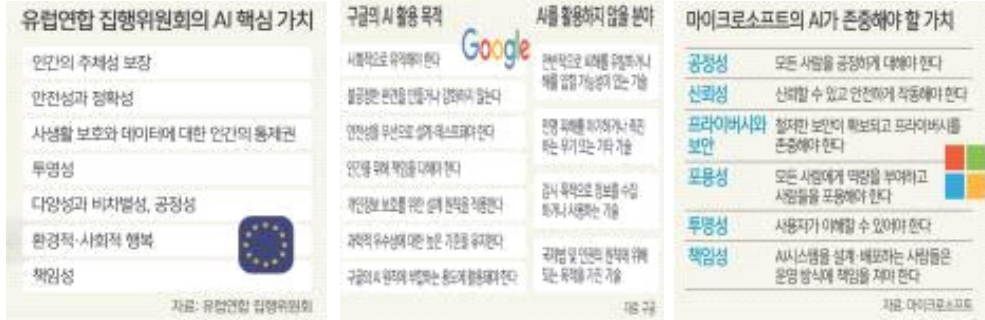 유럽연합 집행위원회의 AI 핵심 가치
인간의 주체성 보장
안전성과 정확성
사생활 보호와 데이터에 대한 인간의 통제권
투명성
다양성과 비차별성, 공정성
환경적·사회적 행복
책임성
자료: 유럽연합 집행위원회
구글의 AI 활용 목적
Google
사회적으로 유익해야 한다
불공정한 편견을 만들거나 강화하지 않는다
안전성을 우선으로 설계·테스트돼야 한다
인간을 위해 책임을 다해야 한다
개인정보 보호를 위한 설계 원칙을 적용한다
과학적 우수성에 대한 높은 기준을 유지한다
구글의 AI 원칙에 부합하는 용도에 활용돼야 한다
AI를 활용하지 않을 분야
전반적으로 피해를 유발하거나
해를 입힐 가능성이 있는 기술
인명 피해를 야기하거나 촉진
하는 무기 또는 기타 기술
감시 목적으로 정보를 수집
하거나 사용하는 기술
국제법 및 인권의 원칙에 위배
되는 목적을 가진 기술
자료: 구글
마이크로소프트의 AI가 존중해야 할 가치
공정성 모든 사람을 공정하게 대해야 한다
신뢰성 신뢰할 수 있고 안전하게 작동해야 한다
프라이버시와 철저한 보안이 확보되고 프라이버시를
보안 존중해야 한다
포용성 모든 사람에게 역량을 부여하고
사람들을 포용해야 한다
투명성 사용자가 이해할 수 있어야 한다
책임성 AI시스템을 설계·배포하는 사람들은
운영 방식에 책임을 져야 한다
자료: 마이크로소프트